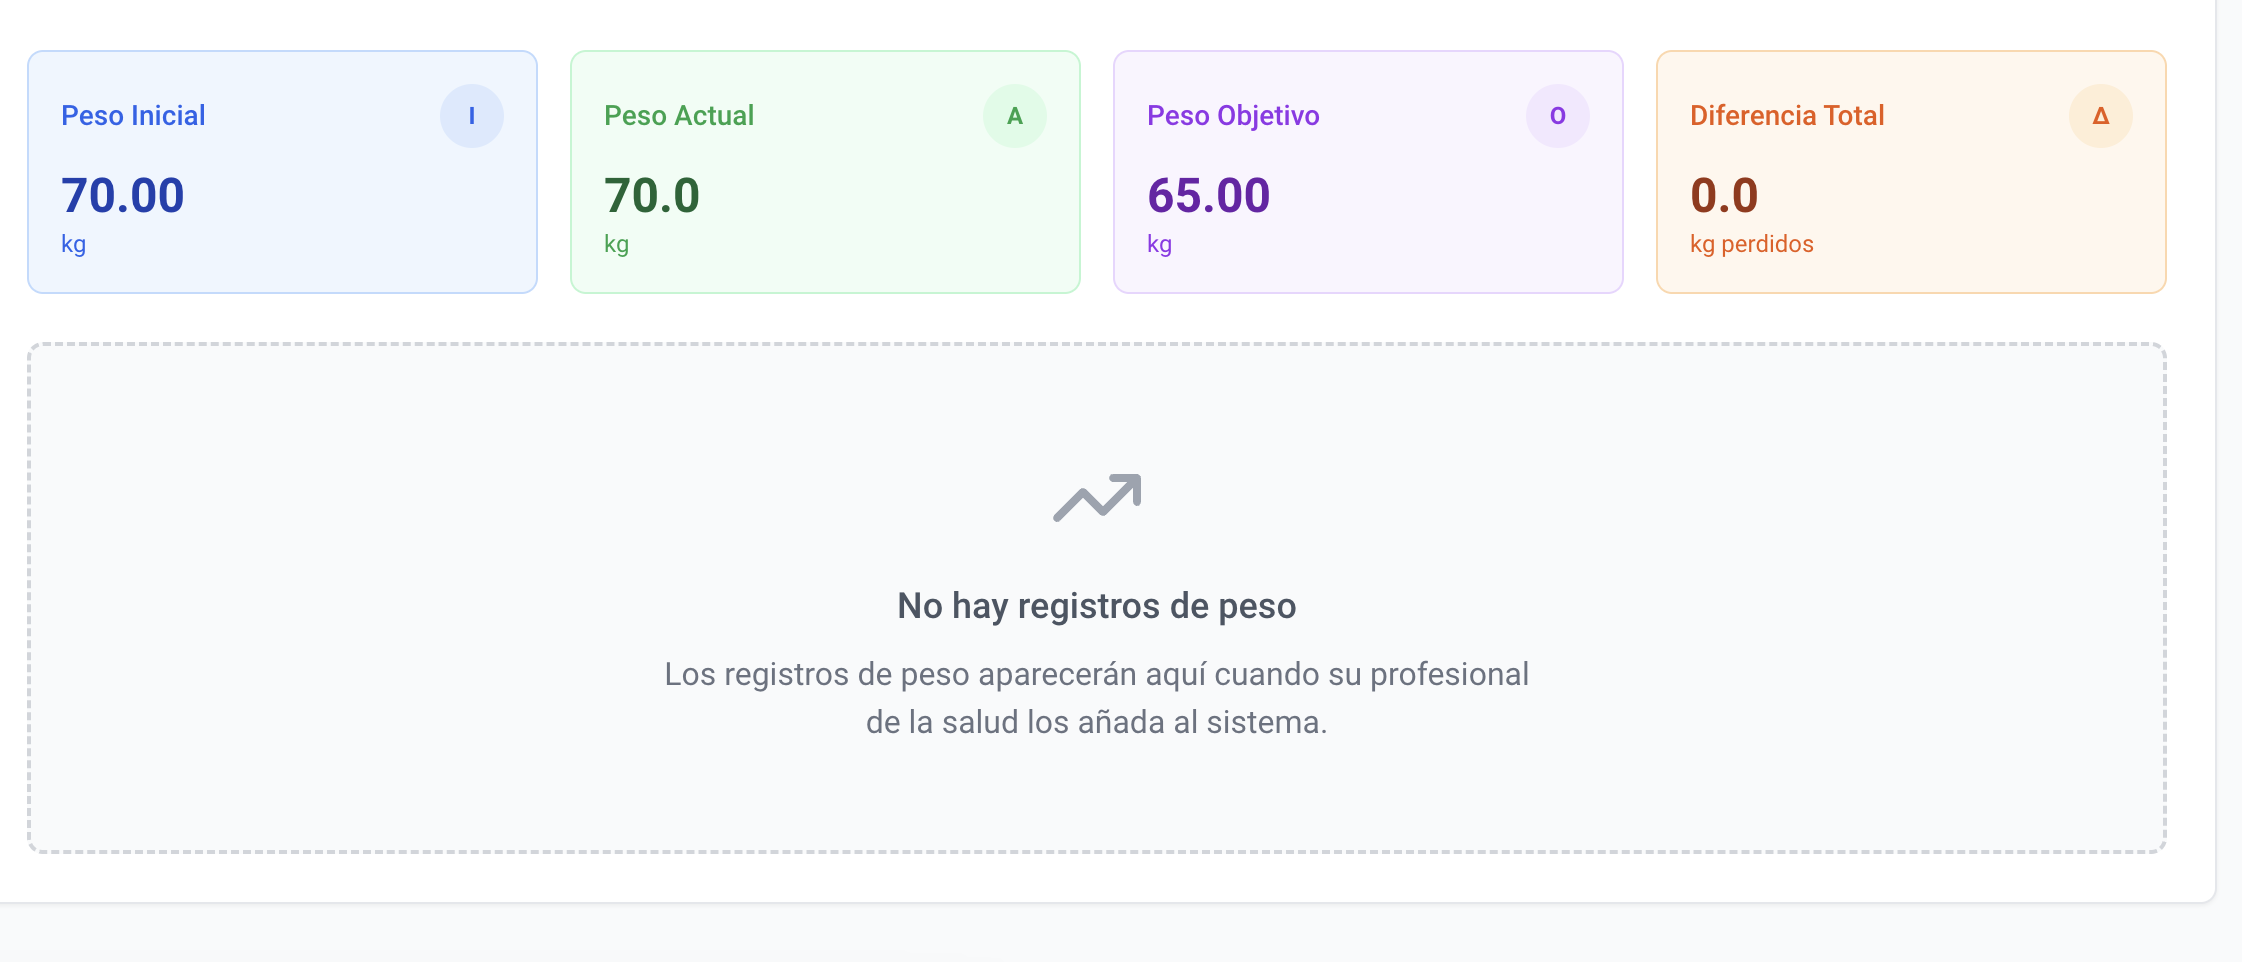 Peso Inicial
I
70.00
kg
Peso Actual
A
70.0
kg
Peso Objetivo
O
65.00
kg
Diferencia Total
Δ
0.0
kg perdidos
No hay registros de peso
Los registros de peso aparecerán aquí cuando su profesional
de la salud los añada al sistema.